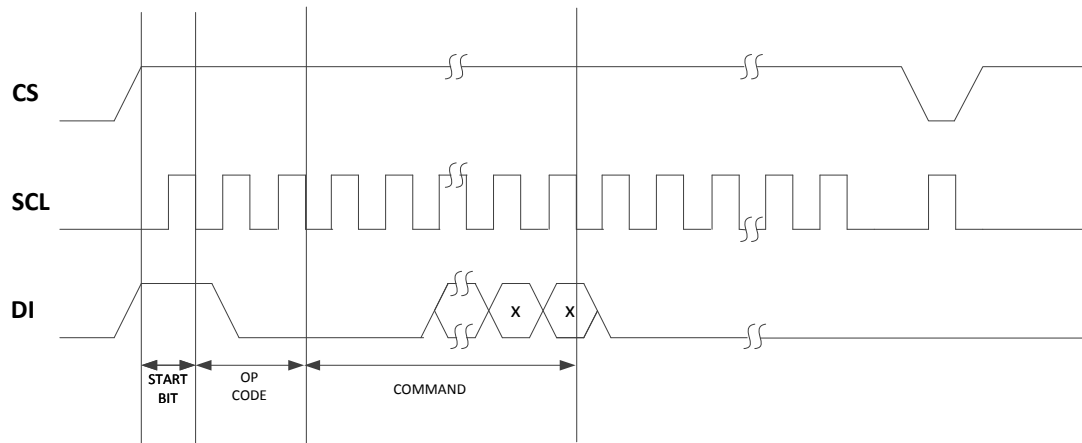 CS
SCL
DI
X X
START
BIT
OP
CODE
COMMAND